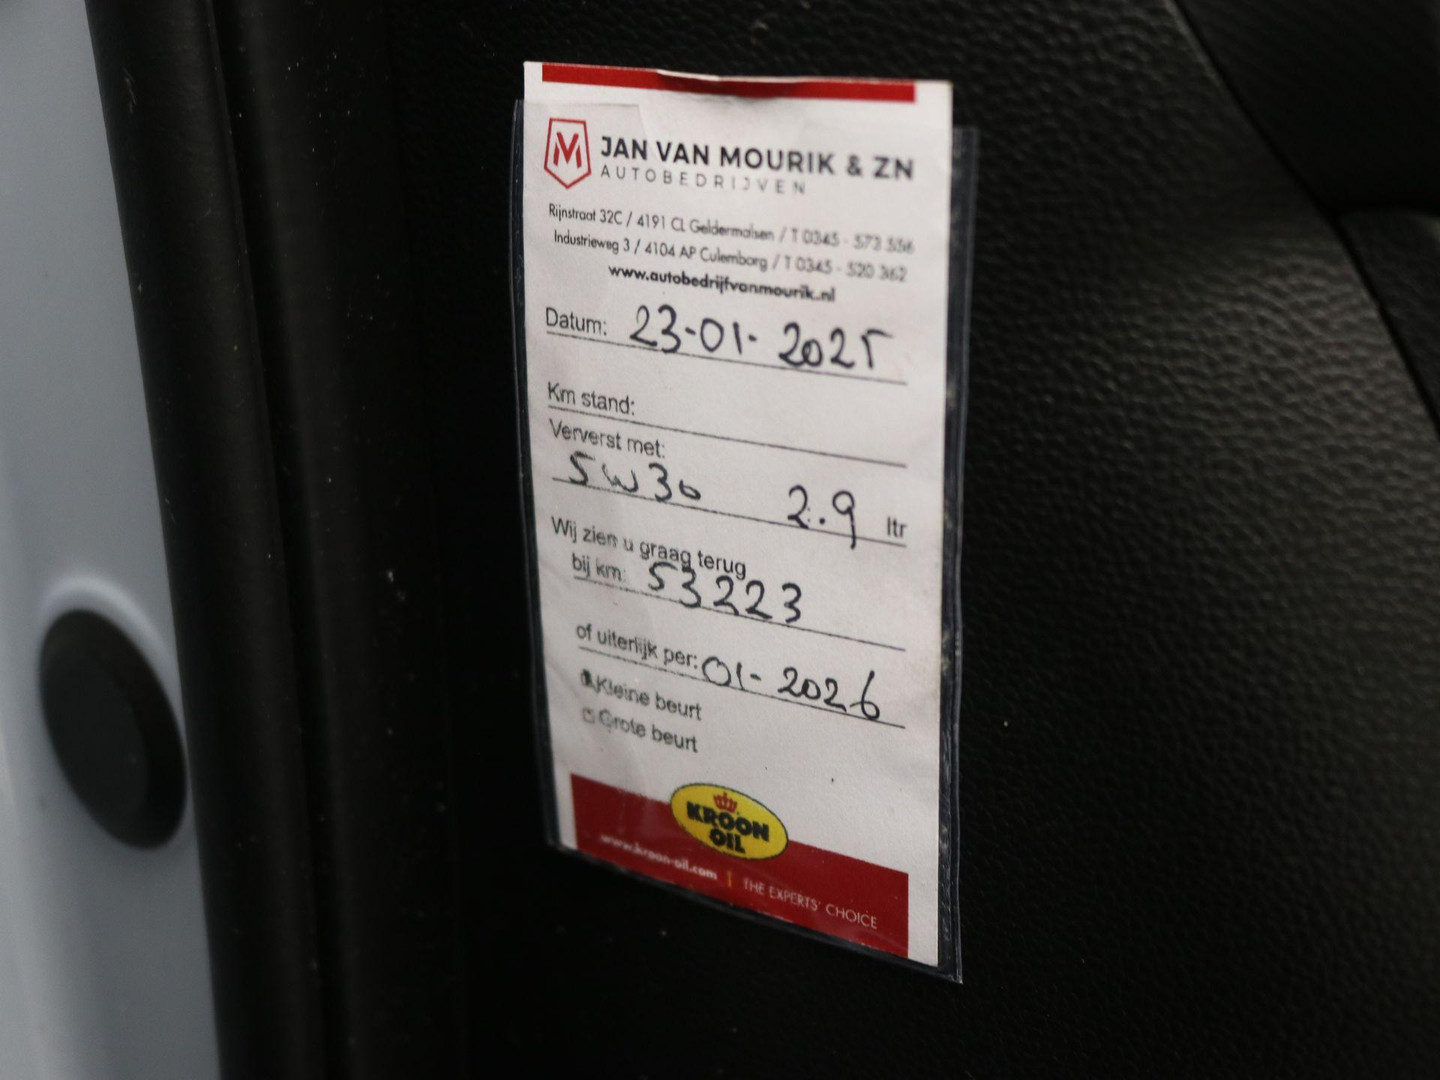 JAN VAN MOURIK & ZN
AUTOBEDRIJVEN
Rijnstraat 32C / 4191 CL Geldermalsen / T 0345 - 573 556
Industrieweg 3 / 4104 AP Culemborg / T 0345 - 520 362
www.autobedrijfvanmourik.nl
Datum: 23-01-2025
Km stand:
Ververst met:
5W30 2.9 ltr
Wij zien u graag terug
bij km: 53223
of uiterlijk per: 01-2026
Kleine beurt
Grote beurt
KROON
OIL
www.kroon-oil.com | THE EXPERTS' CHOICE